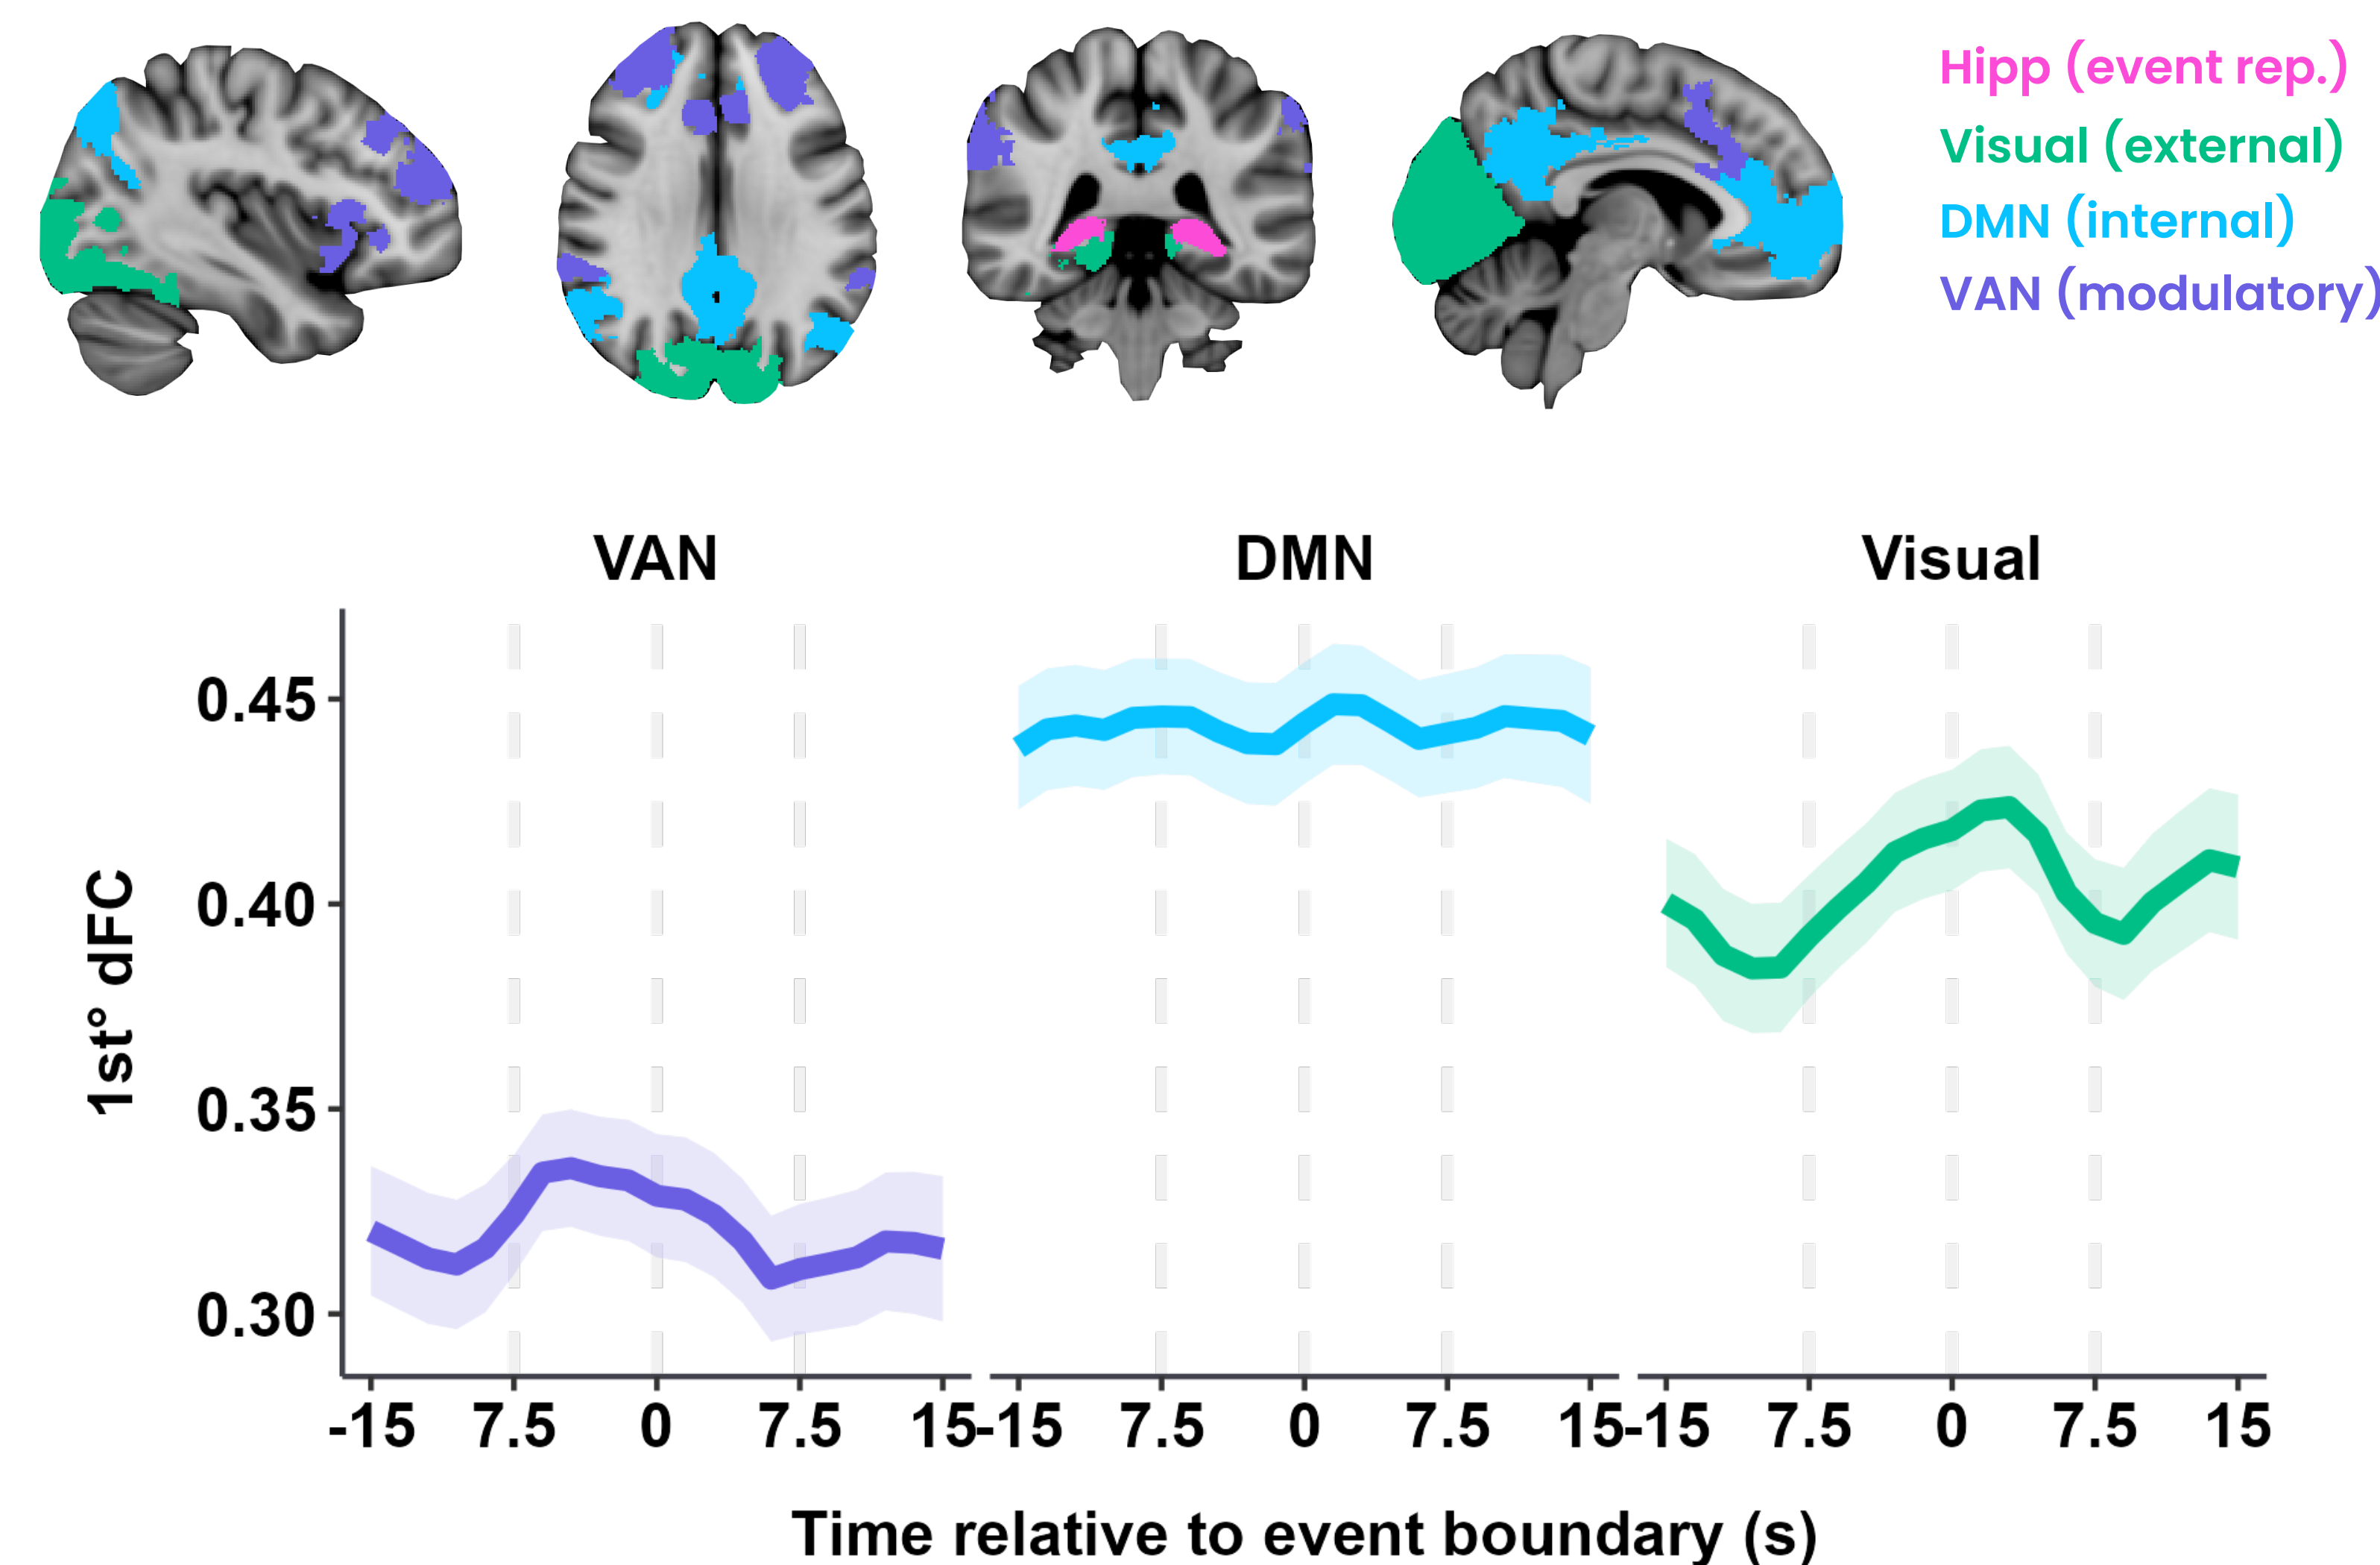 Hipp (event rep.)
Visual (external)
DMN (internal)
VAN (modulatory)
VAN DMN Visual
1st° dFC
0.45
0.40
0.35
0.30
-15 7.5 0 7.5 15 -15 7.5 0 7.5 15 -15 7.5 0 7.5 15
Time relative to event boundary (s)